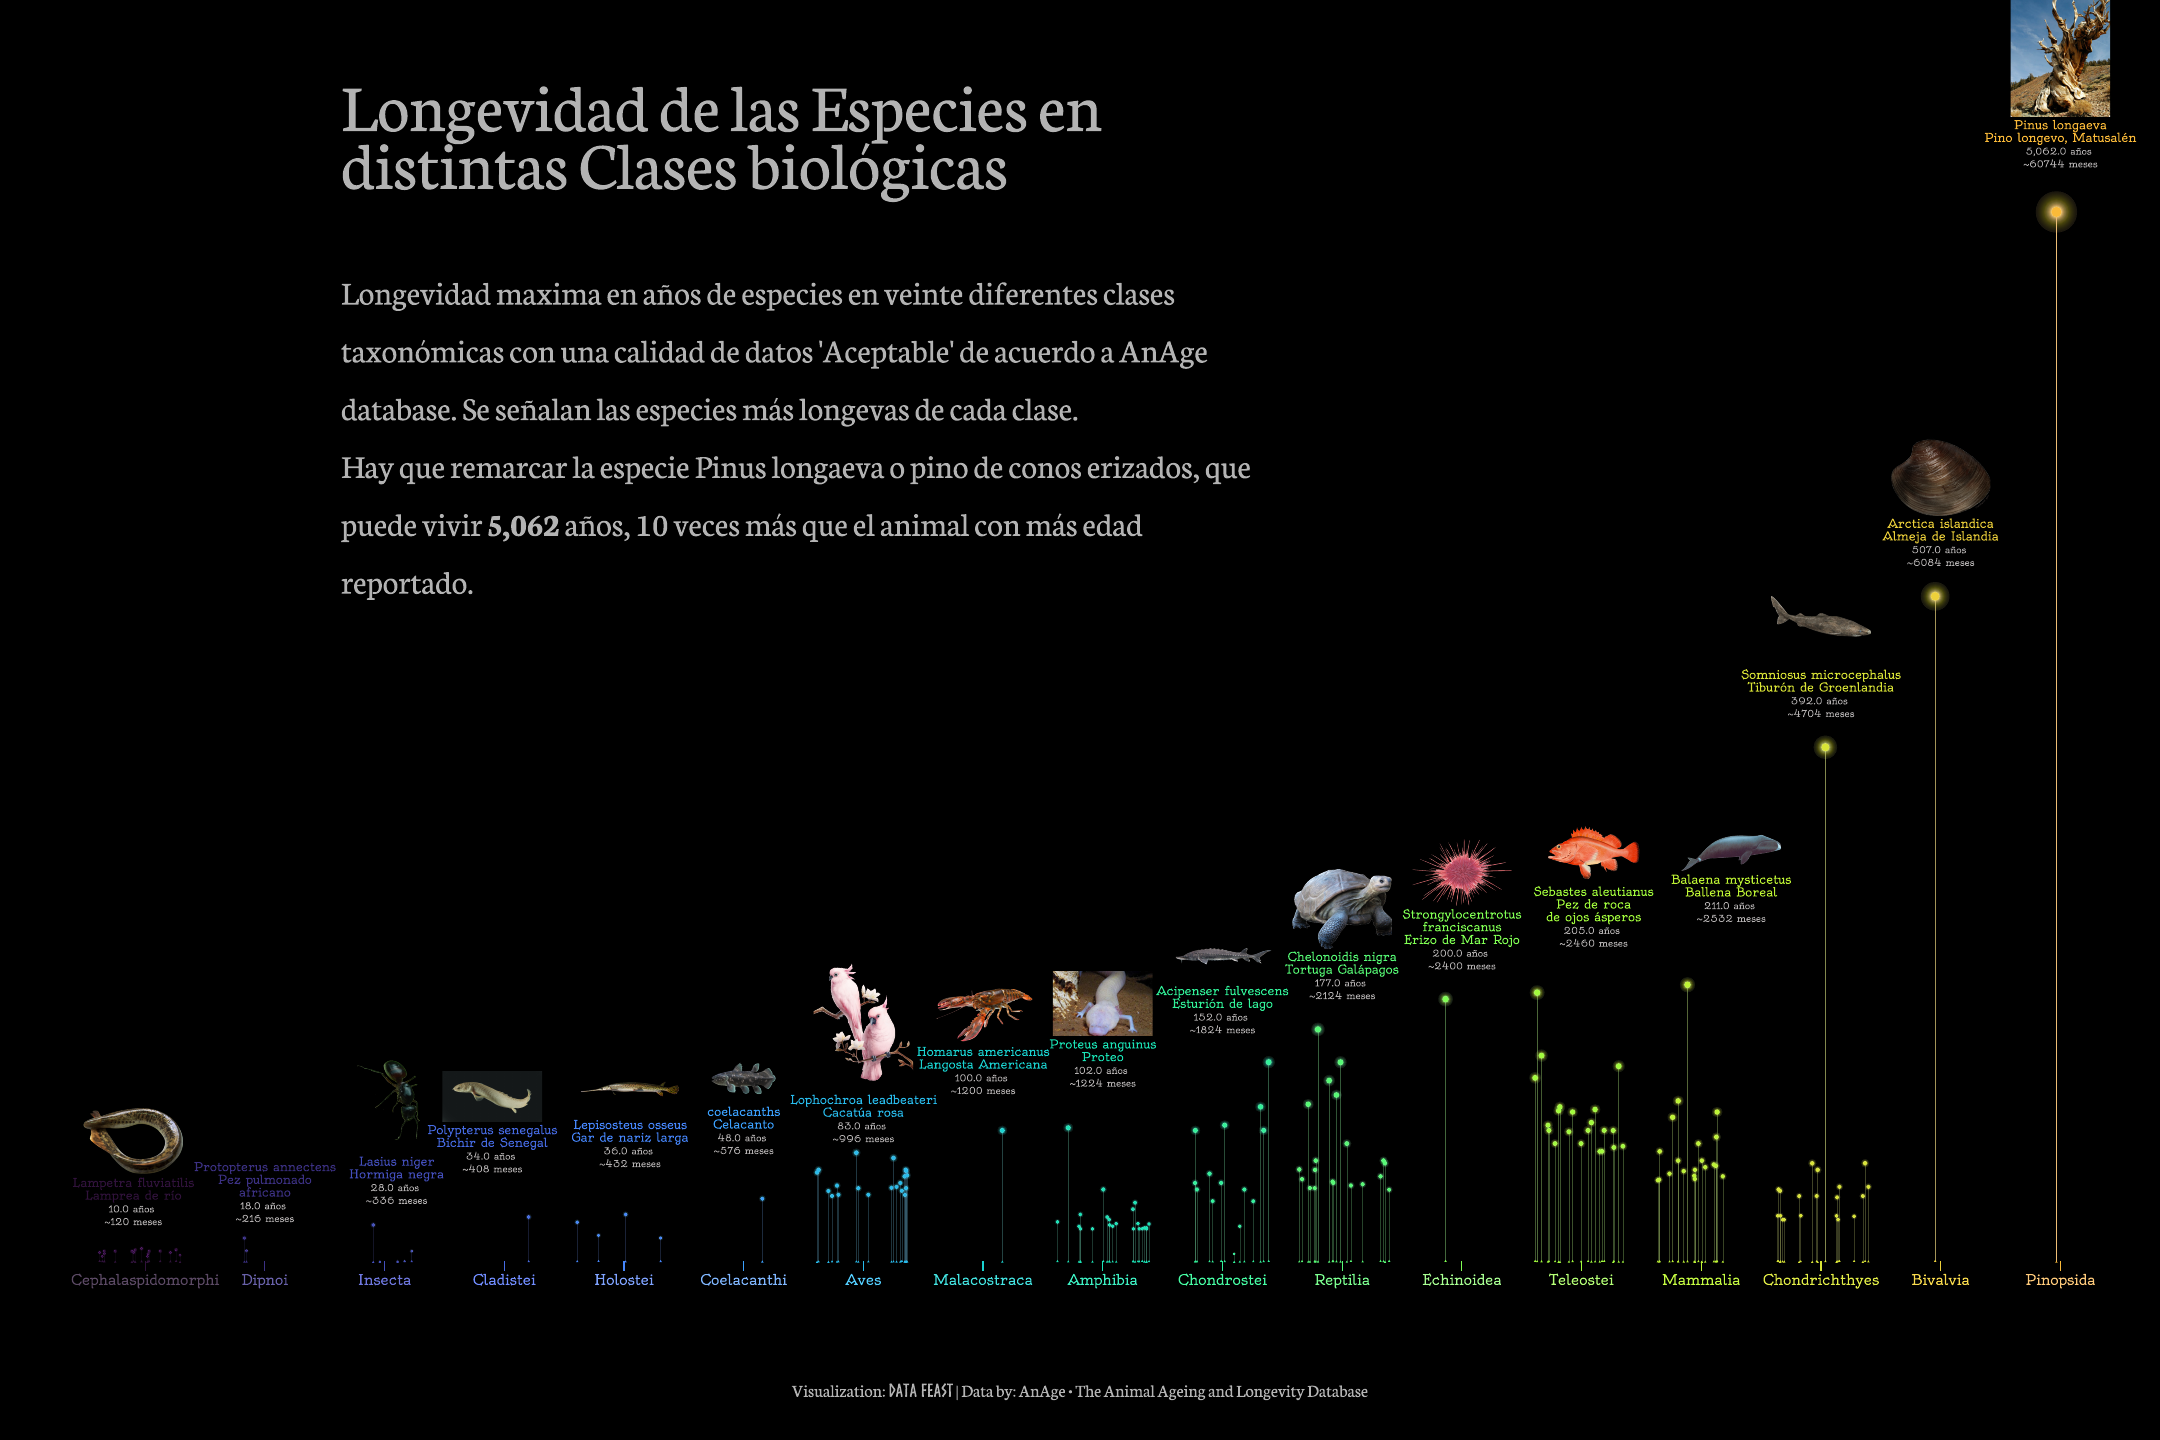 Longevidad de las Especies en
distintas Clases biológicas
Longevidad maxima en años de especies en veinte diferentes clases
taxonómicas con una calidad de datos 'Aceptable' de acuerdo a AnAge
database. Se señalan las especies más longevas de cada clase.
Hay que remarcar la especie Pinus longaeva o pino de conos erizados, que
puede vivir 5,062 años, 10 veces más que el animal con más edad
reportado.
Lampetra fluviatilis
Lamprea de río
10.0 años
~120 meses
Protopterus annectens
Pez pulmonado
africano
18.0 años
~216 meses
Lasius niger
Hormiga negra
28.0 años
~336 meses
Polypterus senegalus
Bichir de Senegal
34.0 años
~408 meses
Lepisosteus osseus
Gar de nariz larga
36.0 años
~432 meses
coelacanths
Celacanto
48.0 años
~576 meses
Lophochroa leadbeateri
Cacatúa rosa
83.0 años
~996 meses
Homarus americanus
Langosta Americana
100.0 años
~1200 meses
Proteus anguinus
Proteo
102.0 años
~1224 meses
Acipenser fulvescens
Esturión de lago
152.0 años
~1824 meses
Chelonoidis nigra
Tortuga Galápagos
177.0 años
~2124 meses
Strongylocentrotus
franciscanus
Erizo de Mar Rojo
200.0 años
~2400 meses
Sebastes aleutianus
Pez de roca
de ojos ásperos
205.0 años
~2460 meses
Balaena mysticetus
Ballena Boreal
211.0 años
~2532 meses
Somniosus microcephalus
Tiburón de Groenlandia
392.0 años
~4704 meses
Arctica islandica
Almeja de Islandia
507.0 años
~6084 meses
Pinus longaeva
Pino longevo, Matusalén
5,062.0 años
~60744 meses
Cephalaspidomorphi
Dipnoi
Insecta
Cladistei
Holostei
Coelacanthi
Aves
Malacostraca
Amphibia
Chondrostei
Reptilia
Echinoidea
Teleostei
Mammalia
Chondrichthyes
Bivalvia
Pinopsida
Visualization: DATA FEAST | Data by: AnAge • The Animal Ageing and Longevity Database